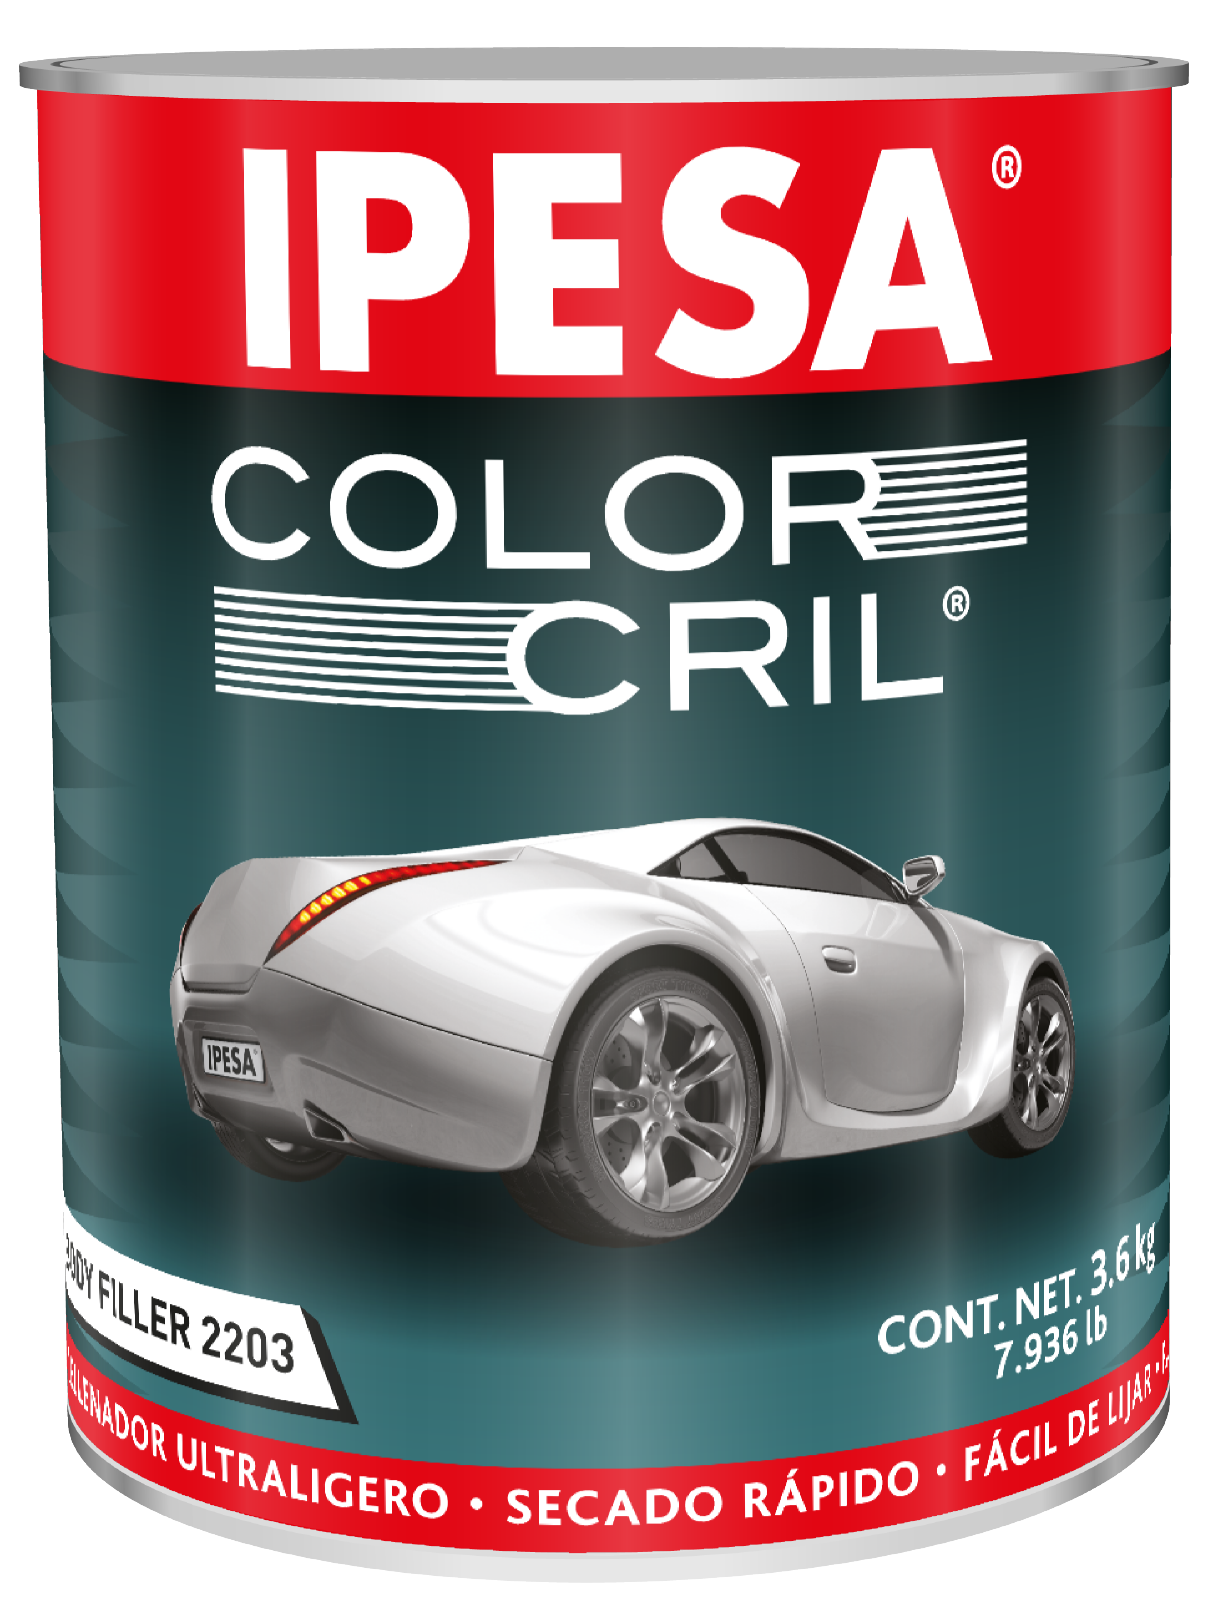 IPESA®
COLOR
CRIL®
IPESA
BODY FILLER 2203
CONT. NET. 3.6 kg
7.936 lb
ULTRALIGERO • SECADO RÁPIDO • FÁCIL DE LIJAR •